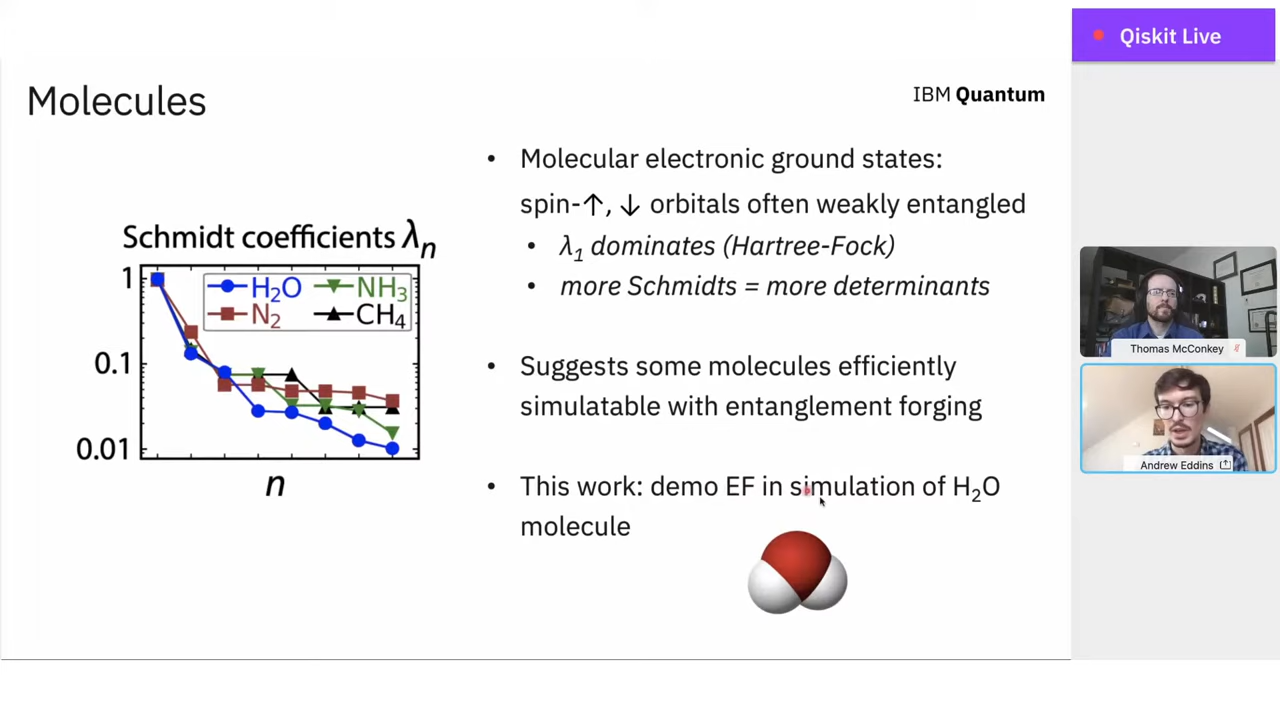 Qiskit Live
Molecules
IBM Quantum
Schmidt coefficients λn
1
0.1
0.01
H2O
NH3
N2
CH4
n
• Molecular electronic ground states:
spin-↑, ↓ orbitals often weakly entangled
• λ1 dominates (Hartree-Fock)
• more Schmidts = more determinants
• Suggests some molecules efficiently
simulatable with entanglement forging
• This work: demo EF in simulation of H2O
molecule
Thomas McConkey
Andrew Eddins